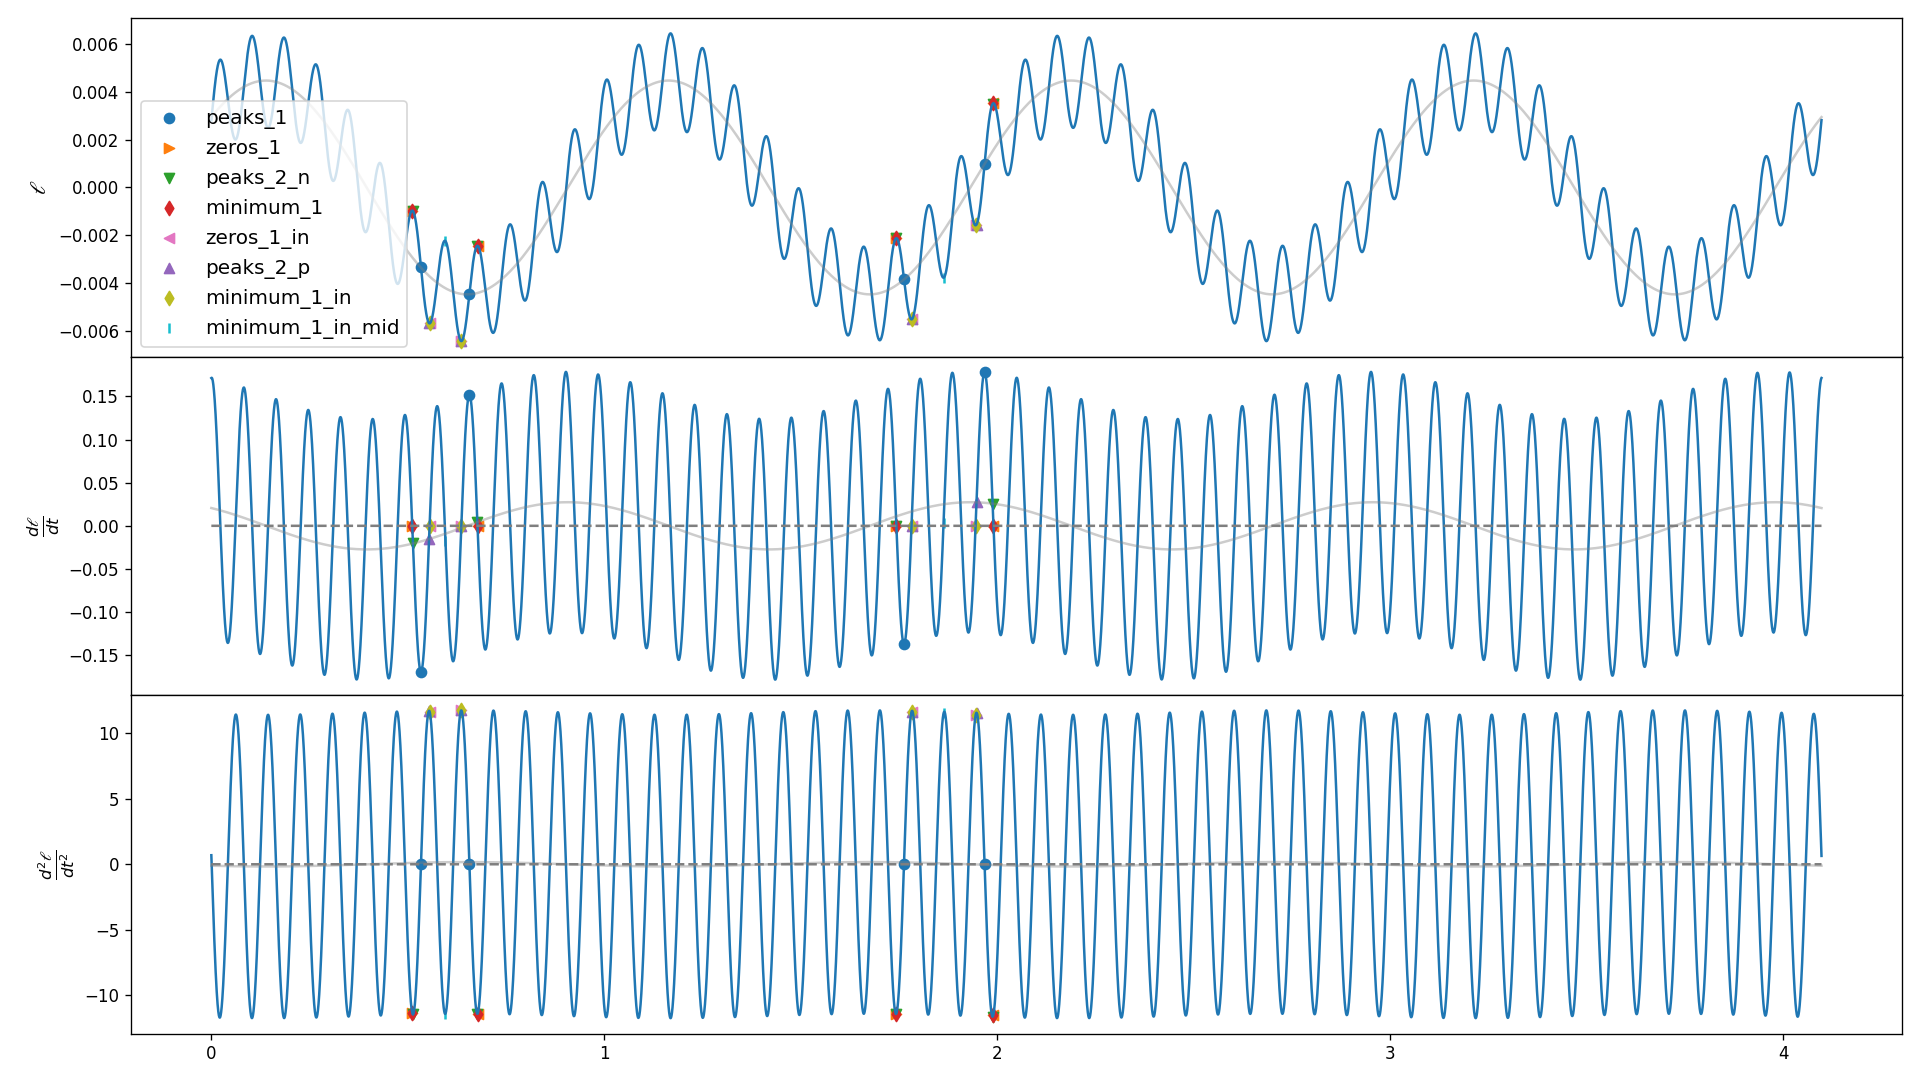 0.006
0.004
0.002
0.000
−0.002
−0.004
−0.006
ℓ
peaks_1
zeros_1
peaks_2_n
minimum_1
zeros_1_in
peaks_2_p
minimum_1_in
minimum_1_in_mid
0.15
0.10
0.05
0.00
−0.05
−0.10
−0.15
dℓ
dt
10
5
0
−5
−10
d²ℓ
dt²
0 1 2 3 4